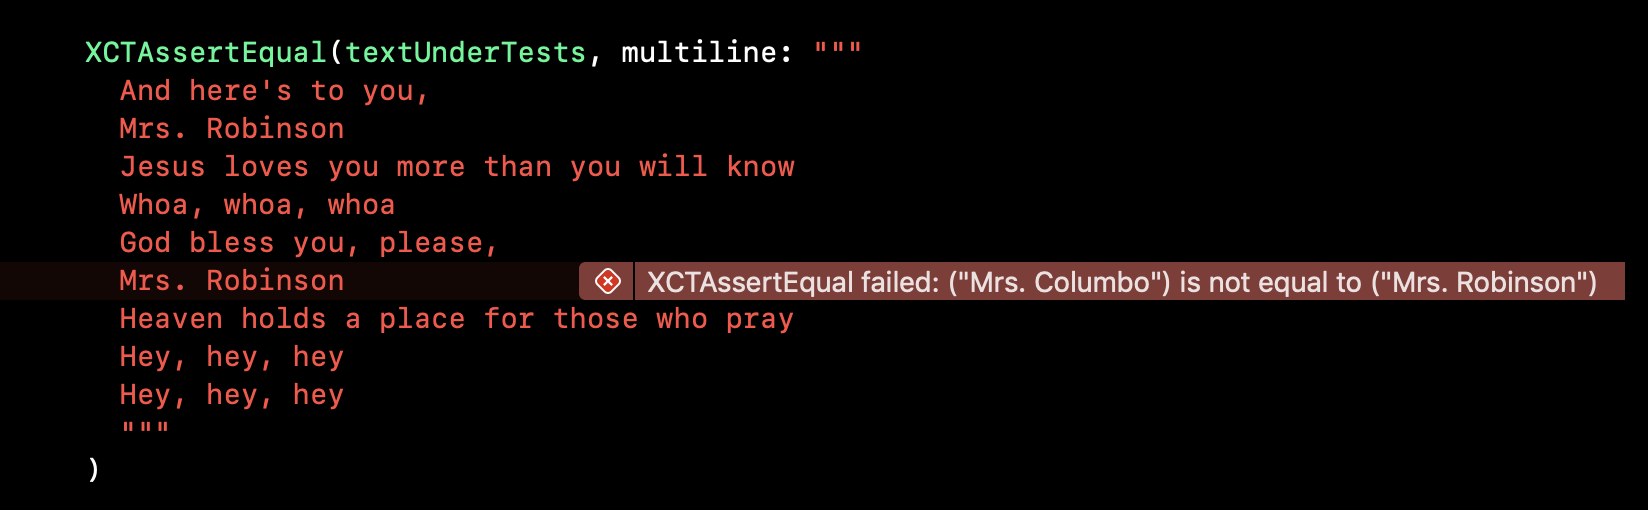 XCTAssertEqual(textUnderTests, multiline: """
And here's to you,
Mrs. Robinson
Jesus loves you more than you will know
Whoa, whoa, whoa
God bless you, please,
Mrs. Robinson XCTAssertEqual failed: ("Mrs. Columbo") is not equal to ("Mrs. Robinson")
Heaven holds a place for those who pray
Hey, hey, hey
Hey, hey, hey
"""
)